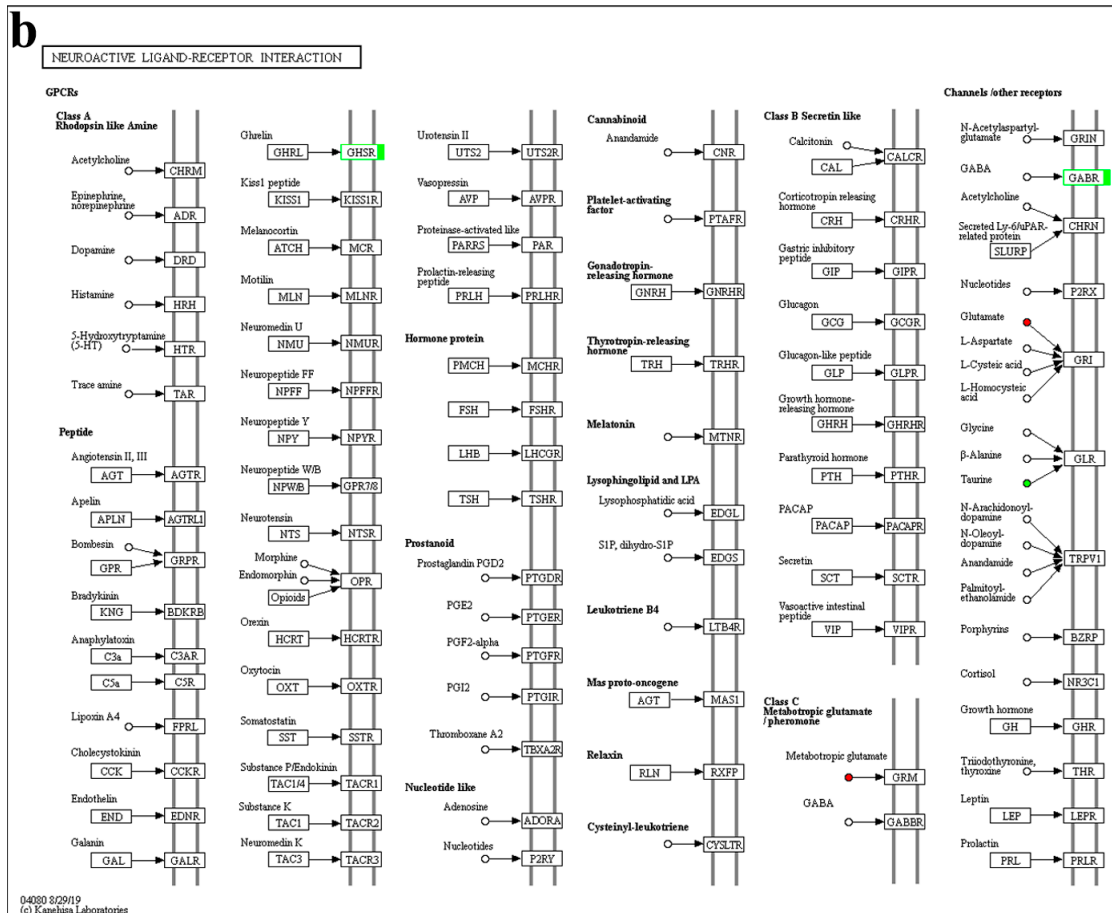 b
NEUROACTIVE LIGAND-RECEPTOR INTERACTION
GPCRs
Class A
Rhodopsin like Amine
Acetylcholine
CHRM
Epinephrine,
norepinephrine
ADR
Dopamine
DRD
Histamine
HRH
5-Hydroxytryptamine
(5-HT)
HTR
Trace amine
TAR
Peptide
Angiotensin II, III
AGT AGTR
Apelin
APLN AGTRL1
Bombesin
GPR GRPR
Bradykinin
KNG BDKRB
Anaphylatoxin
C3a C3AR
C5a C5R
Lipoxin A4
FPRL
Cholecystokinin
CCK CCKR
Endothelin
END EDNR
Galanin
GAL GALR
Ghrelin
GHRL GHSR
Kiss1 peptide
KISS1 KISS1R
Melanocortin
ATCH MCR
Motilin
MLN MLNR
Neuromedin U
NMU NMUR
Neuropeptide FF
NPFF NPFFR
Neuropeptide Y
NPY NPYR
Neuropeptide W/B
NPW/B GPR7/8
Neurotensin
NTS NTSR
Morphine
Endomorphin
Opioids
OPR
Orexin
HCRT HCRTR
Oxytocin
OXT OXTR
Somatostatin
SST SSTR
Substance P/Endokinin
TAC1/4 TACR1
Substance K
TAC1 TACR2
Neuromedin K
TAC3 TACR3
Urotensin II
UTS2 UTS2R
Vasopressin
AVP AVPR
Proteinase-activated like
PARRS PAR
Prolactin-releasing
peptide
PRLH PRLHR
Hormone protein
PMCH MCHR
FSH FSHR
LHB LHCGR
TSH TSHR
Prostanoid
Prostaglandin PGD2
PTGDR
PGE2
PTGER
PGF2-alpha
PTGFR
PGI2
PTGIR
Thromboxane A2
TBXA2R
Nucleotide like
Adenosine
ADORA
Nucleotides
P2RY
Cannabinoid
Anandamide
CNR
Platelet-activating
factor
PTAFR
Gonadotropin-
releasing hormone
GNRH GNRHR
Thyrotropin-releasing
hormone
TRH TRHR
Melatonin
MTNR
Lysophingolipid and LPA
Lysophosphatidic acid
EDGL
S1P, dihydro-S1P
EDGS
Leukotriene B4
LTB4R
Mas proto-oncogene
AGT MAS1
Relaxin
RLN RXFP
Cysteinyl-leukotriene
CYSLTR
Class B Secretin like
Calcitonin
CAL CALCR
Corticotropin releasing
hormone
CRH CRHR
Gastric inhibitory
peptide
GIP GIPR
Glucagon
GCG GCGR
Glucagon-like peptide
GLP GLPR
Growth hormone-
releasing hormone
GHRH GHRHR
Parathyroid hormone
PTH PTHR
PACAP
PACAP PACAPR
Secretin
SCT SCTR
Vasoactive intestinal
peptide
VIP VIPR
Class C
Metabotropic glutamate
/ pheromone
Metabotropic glutamate
GRM
GABA
GABBR
Channels /other receptors
N-Acetylaspartyl-
glutamate
GRIN
GABA
GABR
Acetylcholine
CHRN
Secreted Ly-6/uPAR-
related protein
SLURP
Nucleotides
P2RX
Glutamate
L-Aspartate
GRI
L-Cysteic acid
L-Homocysteic
acid
Glycine
β-Alanine
GLR
Taurine
N-Arachidonoyl-
dopamine
N-Oleoyl-
dopamine
TRPV1
Anandamide
Palmitoyl-
ethanolamide
Porphyrins
BZRP
Cortisol
NR3C1
Growth hormone
GH GHR
Triiodothyronine,
thyroxine
THR
Leptin
LEP LEPR
Prolactin
PRL PRLR
04080 8/29/19
(c) Kanehisa Laboratories